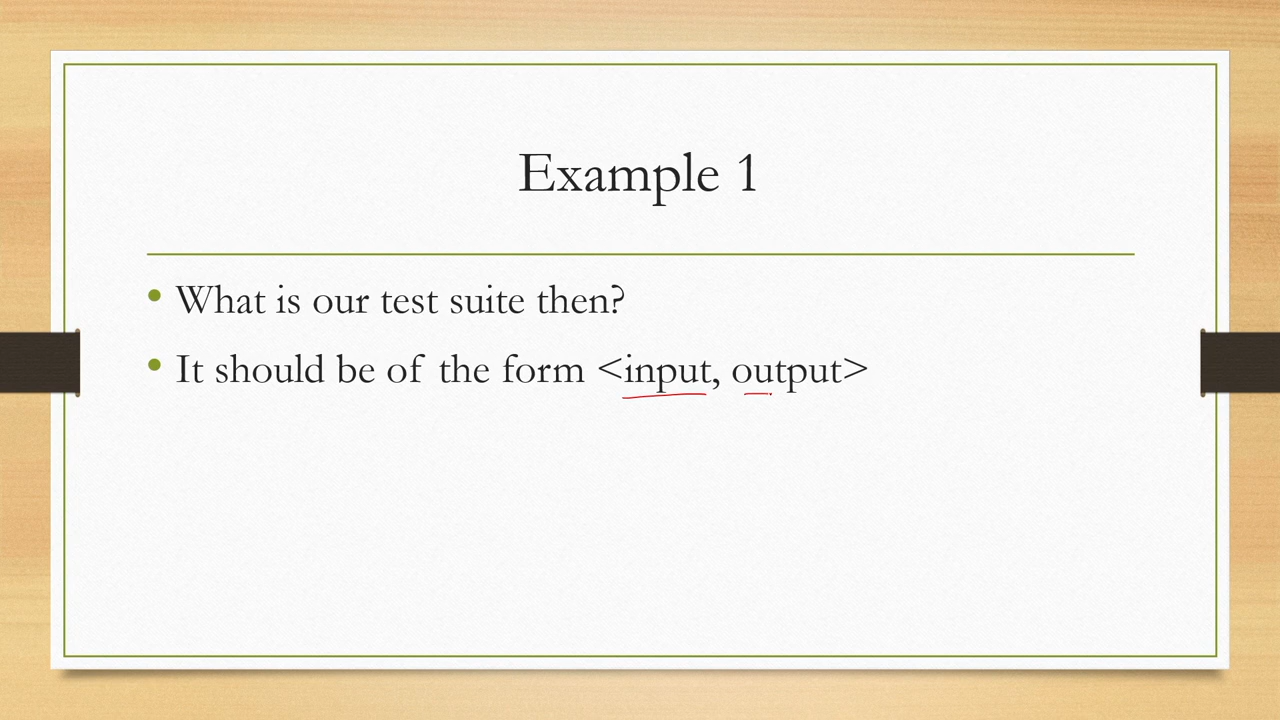 Example 1
What is our test suite then?
It should be of the form <input, output>